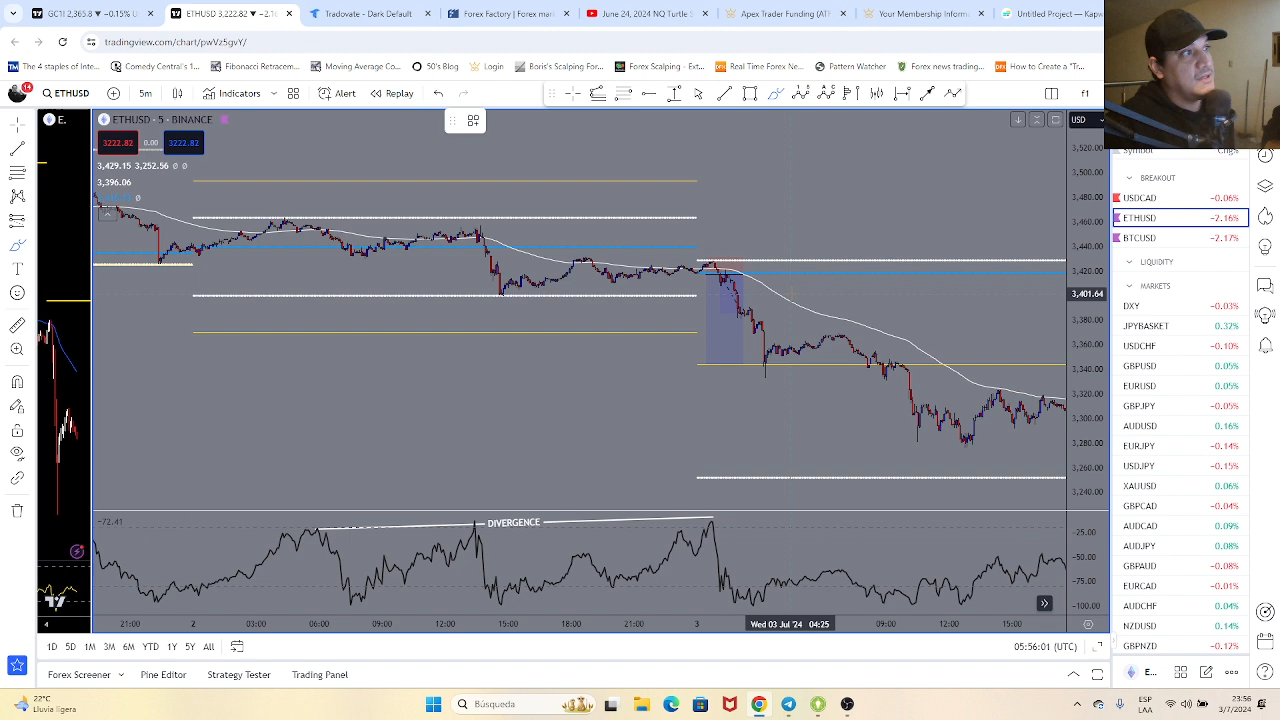 GC1! 2,365.8
ETHUSD 3,222.82 −2.16
Tradovate - Default
Factoring - Forex mar
June 24, 2024 NQ Turtle S
Apex Trader Funding (ATF
Your Membership Inform
Untitled Project — Kap
tradingview.com/chart/pwVz5gvY/
The 4 staples of Inte...
Comedy Central's 1...
Fibonacci Retracem...
Moving Average Co...
50's Blog
Login
Boris's Scalping For...
Forex Scalping - Ext...
Real Time Forex Ne...
Pattern Watcher
Forex news trading...
How to Create a "Tr...
14
ETHUSD
5m
Indicators
Alert
Replay
f1
E.
ETHUSD · 5 · BINANCE
USD
3222.82
0.00
3222.82
3,429.15 3,252.56 ∅ ∅
3,396.06
∅
3,520.00
3,500.00
3,480.00
3,460.00
3,440.00
3,420.00
3,401.64
3,380.00
3,360.00
3,340.00
3,320.00
3,300.00
3,280.00
3,260.00
3,240.00
−72.41
DIVERGENCE
−25.00
−50.00
−75.00
−100.00
4
21:00
2
03:00
06:00
09:00
12:00
15:00
18:00
21:00
3
Wed 03 Jul '24 04:25
09:00
12:00
15:00
1D
5D
1M
3M
6M
YTD
1Y
5Y
All
05:56:01 (UTC)
Forex Screener
Pine Editor
Strategy Tester
Trading Panel
Symbol
Chg%
BREAKOUT
USDCAD −0.06%
ETHUSD −2.16%
BTCUSD −2.17%
LIQUIDITY
MARKETS
DXY −0.03%
JPYBASKET 0.32%
USDCHF −0.10%
GBPUSD 0.05%
EURUSD 0.05%
GBPJPY −0.05%
AUDUSD 0.16%
EURJPY −0.14%
USDJPY −0.15%
XAUUSD 0.06%
GBPCAD −0.04%
AUDCAD 0.09%
AUDJPY 0.08%
GBPAUD −0.08%
EURCAD −0.01%
AUDCHF 0.04%
NZDUSD 0.14%
GBPNZD −0.12%
E...
22°C
Lluvia ligera
Búsqueda
23:56
3/7/2024